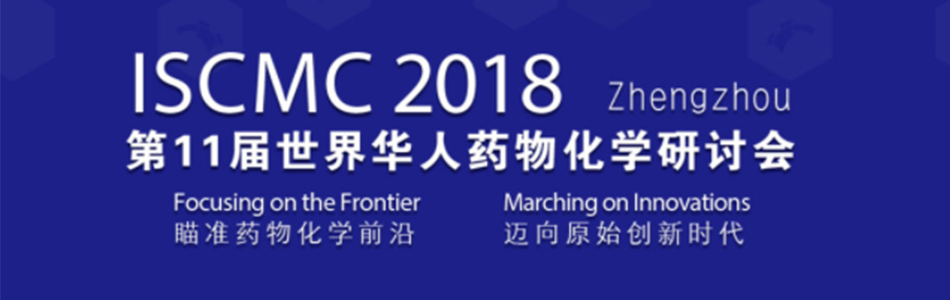 ISCMC 2018 Zhengzhou
第11届世界华人药物化学研讨会
Focusing on the Frontier Marching on Innovations
瞄准药物化学前沿 迈向原始创新时代